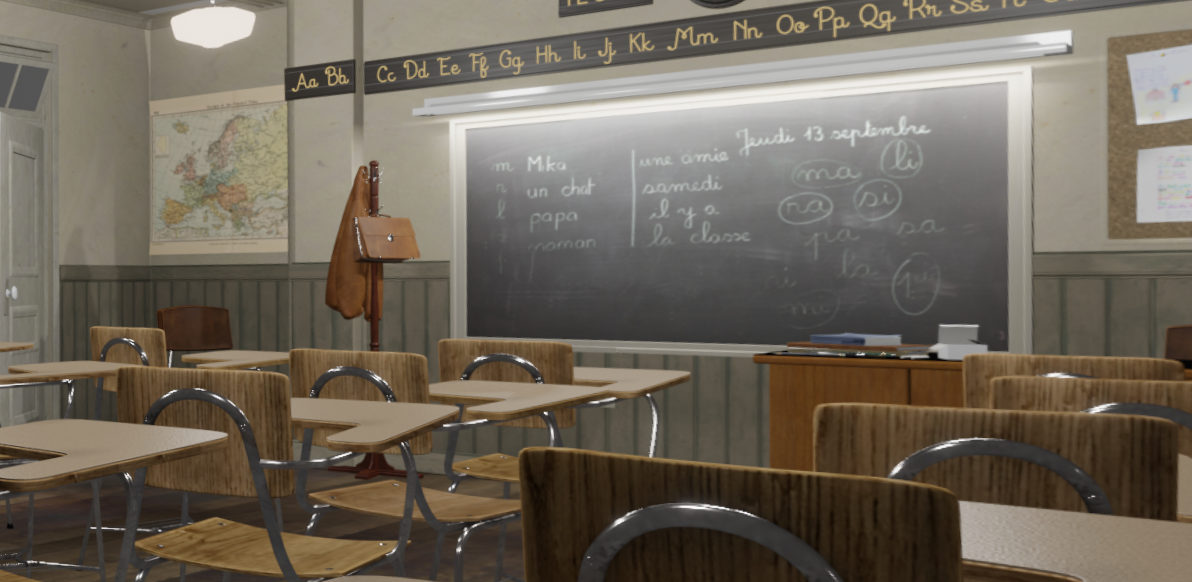 Aa Bb Cc Dd Ee Ff Gg Hh Ii Jj Kk Mm Nn Oo Pp Qq Rr Ss
Jeudi 13 septembre
m Mika
un chat
l papa
maman
une amie
samedi
il y a
la classe
ma li
ra si
pa sa
la
mi